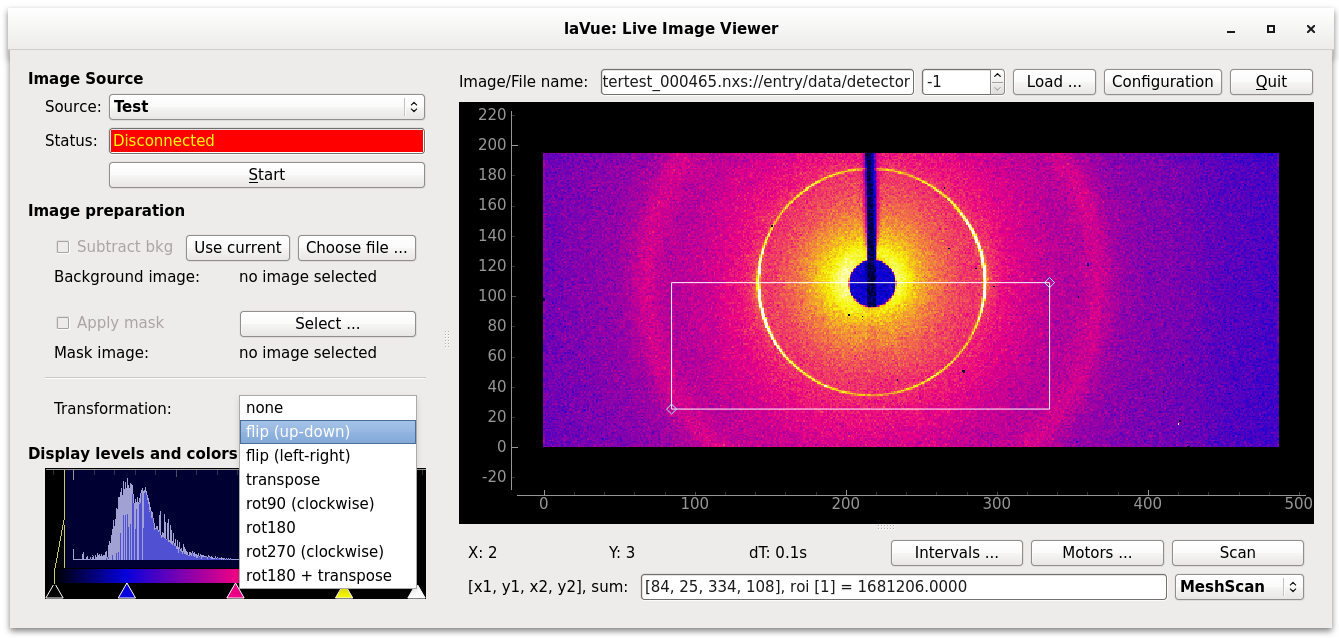 laVue: Live Image Viewer
Image Source
Source: Test
Status: Disconnected
Start
Image preparation
Subtract bkg Use current Choose file ...
Background image: no image selected
Apply mask Select ...
Mask image: no image selected
Transformation:
none
flip (up-down)
flip (left-right)
transpose
rot90 (clockwise)
rot180
rot270 (clockwise)
rot180 + transpose
Display levels and colors
Image/File name: tertest_000465.nxs://entry/data/detector -1 Load ... Configuration Quit
220
200
180
160
140
120
100
80
60
40
20
0
-20
0 100 200 300 400 500
X: 2 Y: 3 dT: 0.1s Intervals ... Motors ... Scan
[x1, y1, x2, y2], sum: [84, 25, 334, 108], roi [1] = 1681206.0000 MeshScan